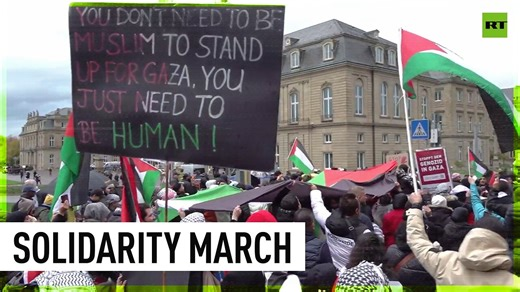 RT
YOU DON'T NEED TO BE
MUSLIM TO STAND
UP FOR GAZA, YOU
JUST NEED TO
BE HUMAN!
STOPPT DEN
GENOZID
IN GAZA
SOLIDARITY MARCH